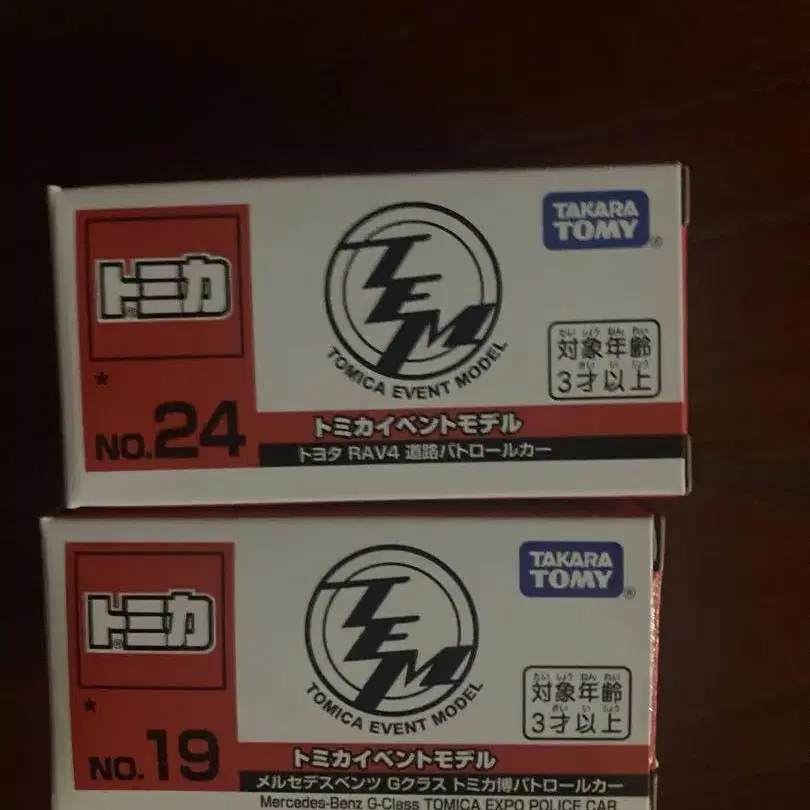 トミカ
®
TEM
TOMICA EVENT MODEL
TAKARA
TOMY®
たいしょうねんれい
対象年齢
さいいじょう
3才以上
*
NO.24
トミカイベントモデル
トヨタ RAV4 道路パトロールカー
トミカ
®
TEM
TOMICA EVENT MODEL
TAKARA
TOMY®
たいしょうねんれい
対象年齢
さいいじょう
3才以上
*
NO.19
トミカイベントモデル
メルセデスベンツ Gクラス トミカ博パトロールカー
Mercedes-Benz G-Class TOMICA EXPO POLICE CAR